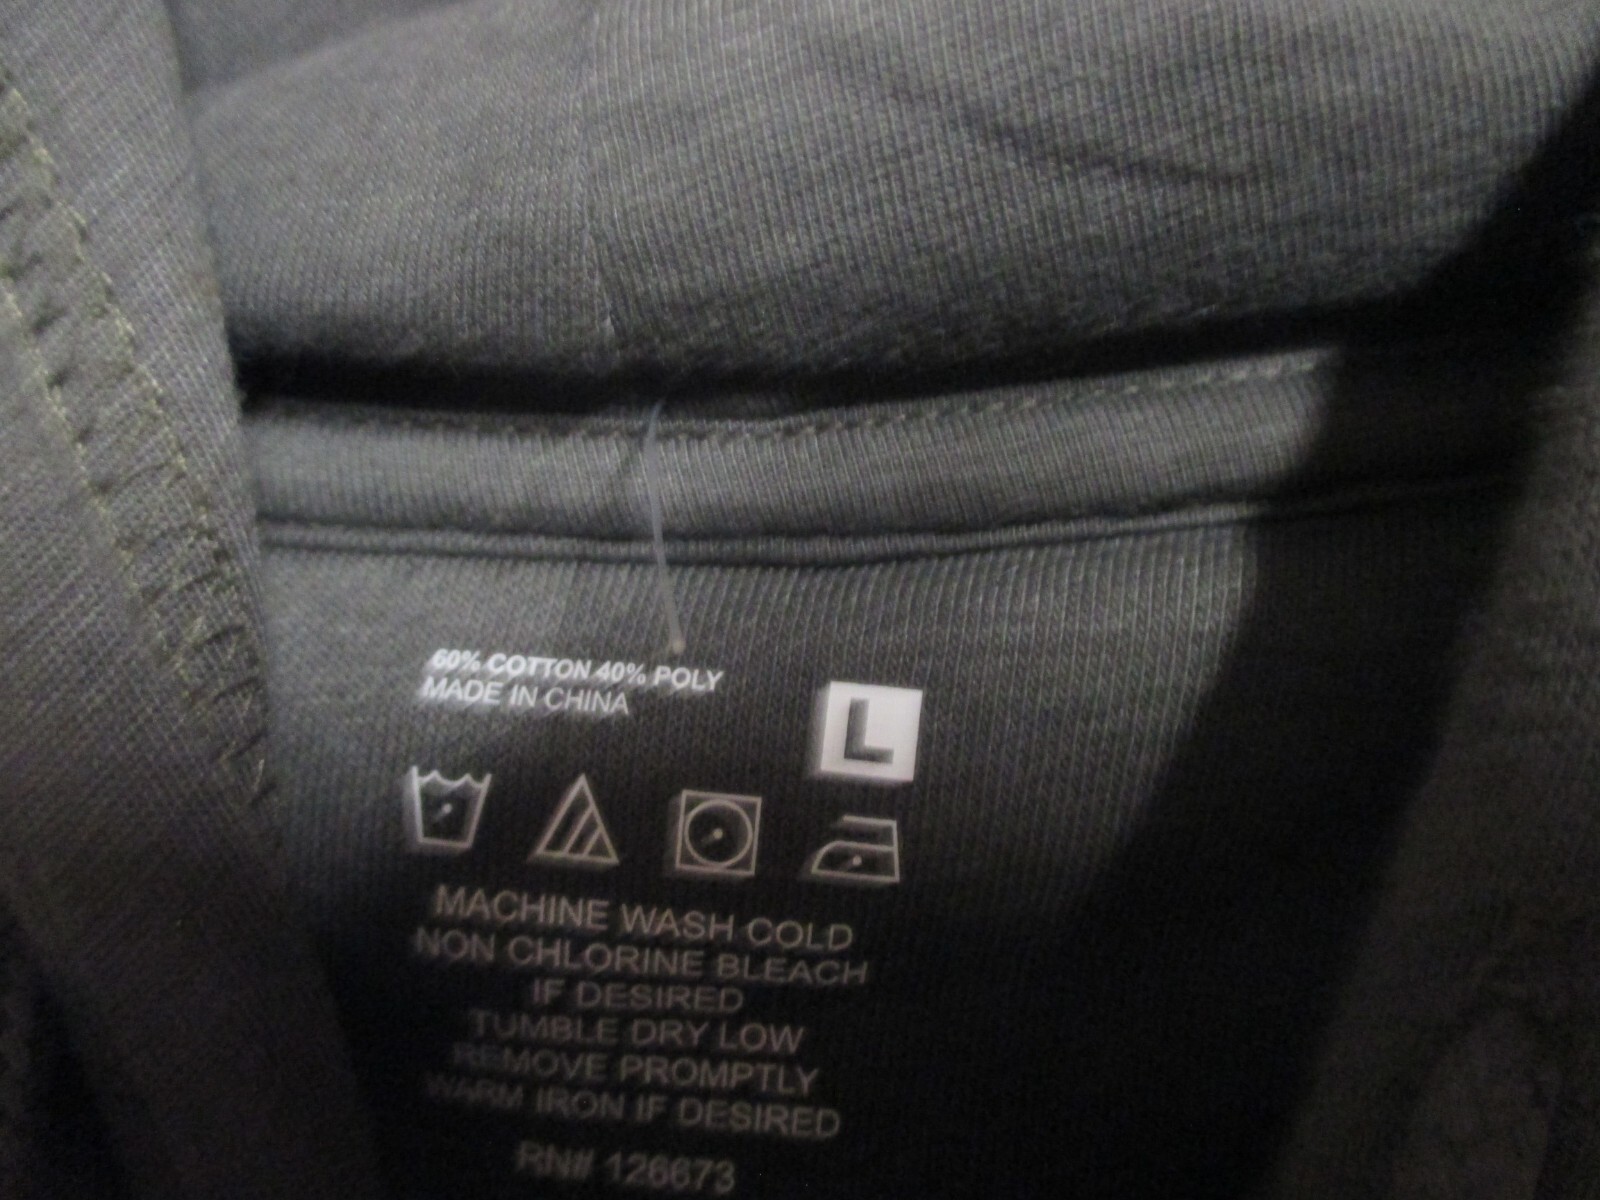 60% COTTON 40% POLY
MADE IN CHINA
L
MACHINE WASH COLD
NON CHLORINE BLEACH
IF DESIRED
TUMBLE DRY LOW
REMOVE PROMPTLY
WARM IRON IF DESIRED
RN# 126673